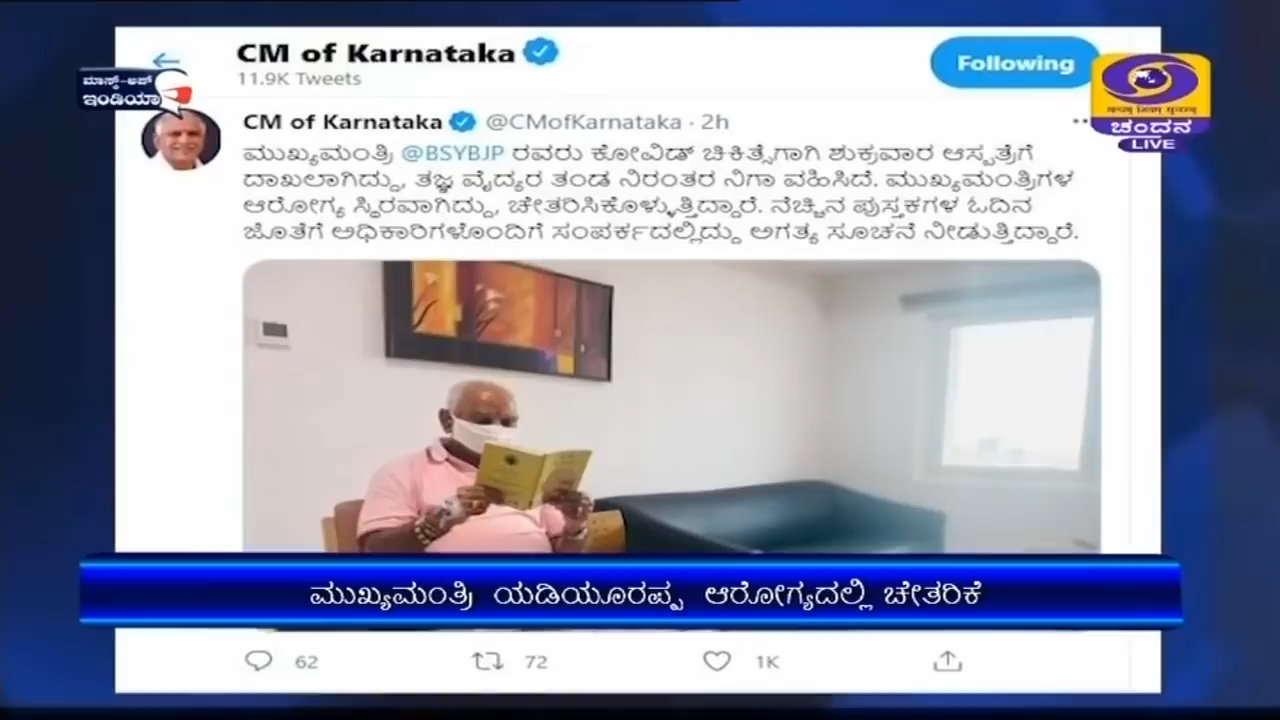 CM of Karnataka
11.9K Tweets
Following
ಮಾಸ್ಕ್-ಅಪ್
ಇಂಡಿಯಾ
CM of Karnataka @CMofKarnataka · 2h
ಚಂದನ
LIVE
ಮುಖ್ಯಮಂತ್ರಿ @BSYBJP ರವರು ಕೋವಿಡ್ ಚಿಕಿತ್ಸೆಗಾಗಿ ಶುಕ್ರವಾರ ಆಸ್ಪತ್ರೆಗೆ
ದಾಖಲಾಗಿದ್ದು, ತಜ್ಞ ವೈದ್ಯರ ತಂಡ ನಿರಂತರ ನಿಗಾ ವಹಿಸಿದೆ. ಮುಖ್ಯಮಂತ್ರಿಗಳ
ಆರೋಗ್ಯ ಸ್ಥಿರವಾಗಿದ್ದು, ಚೇತರಿಸಿಕೊಳ್ಳುತ್ತಿದ್ದಾರೆ. ನೆಚ್ಚಿನ ಪುಸ್ತಕಗಳ ಓದಿನ
ಜೊತೆಗೆ ಅಧಿಕಾರಿಗಳೊಂದಿಗೆ ಸಂಪರ್ಕದಲ್ಲಿದ್ದು ಅಗತ್ಯ ಸೂಚನೆ ನೀಡುತ್ತಿದ್ದಾರೆ.
ಮುಖ್ಯಮಂತ್ರಿ ಯಡಿಯೂರಪ್ಪ ಆರೋಗ್ಯದಲ್ಲಿ ಚೇತರಿಕೆ
62
72
1K